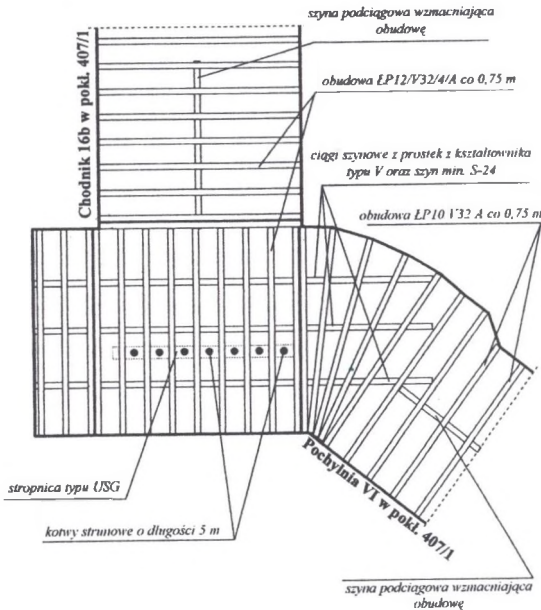 szyna podciągowa wzmacniająca
obudowę
obudowa ŁP12/V32/4/A co 0,75 m
Chodnik 16b w pokł. 407/1
ciągi szynowe z prostek z kształtownika
typu V oraz szyn min. S-24
obudowa ŁP10 V32 A co 0,75 m
stropnica typu USG
Pochylnia VI w pokł. 407/1
kotwy strunowe o długości 5 m
szyna podciągowa wzmacniająca
obudowę